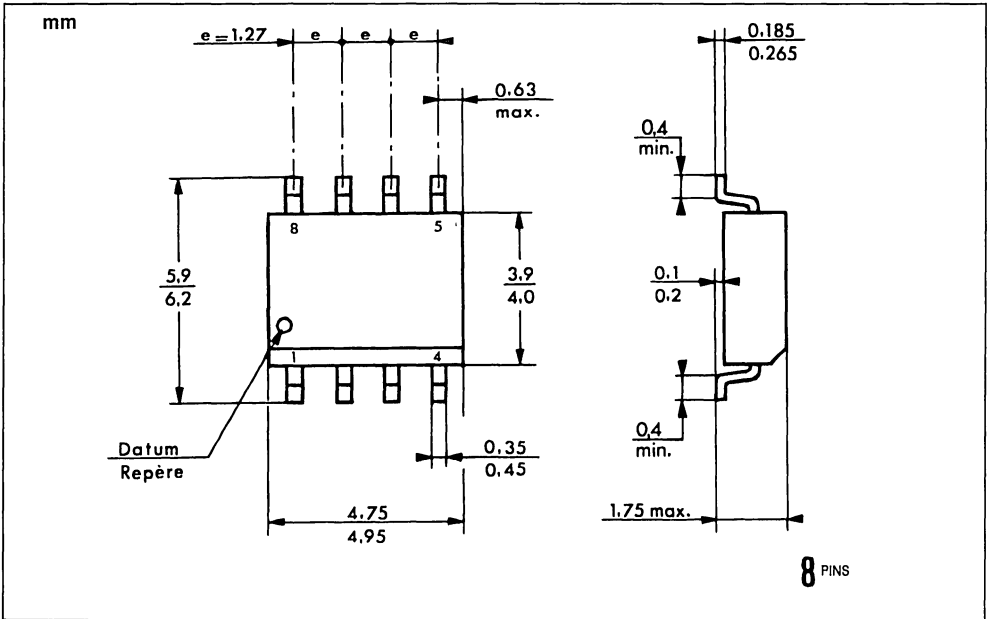 mm
e=1,27 e e e
0,63
max.
0,185
0,265
0,4
min.
8 5
5,9
6,2
3,9
4,0
0,1
0,2
1 4
Datum
Repère
0,35
0,45
0,4
min.
4,75
4,95
1,75 max.
8 PINS